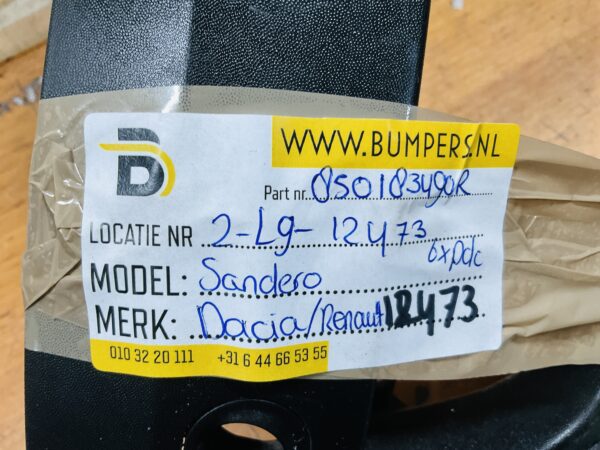 WWW.BUMPERS.NL
Part nr. 850183490R
LOCATIE NR 2-Lg-12473
6xpdc
MODEL: Sandero
MERK: Dacia/Renault 12473
010 32 20 111 +31 6 44 66 53 55